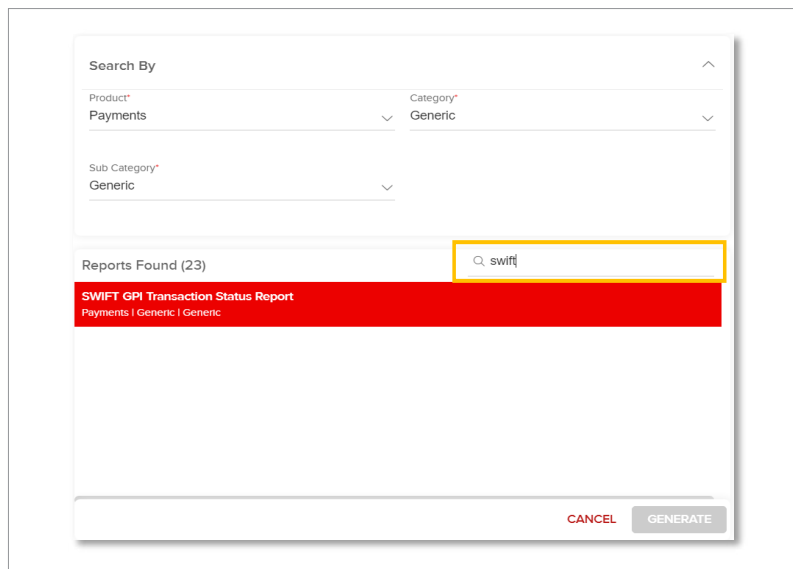 Search By
Product* Category*
Payments Generic
Sub Category*
Generic
Reports Found (23) swift
SWIFT GPI Transaction Status Report
Payments | Generic | Generic
CANCEL GENERATE